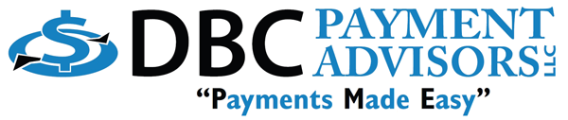 DBC PAYMENT
ADVISORS LLC
“Payments Made Easy”